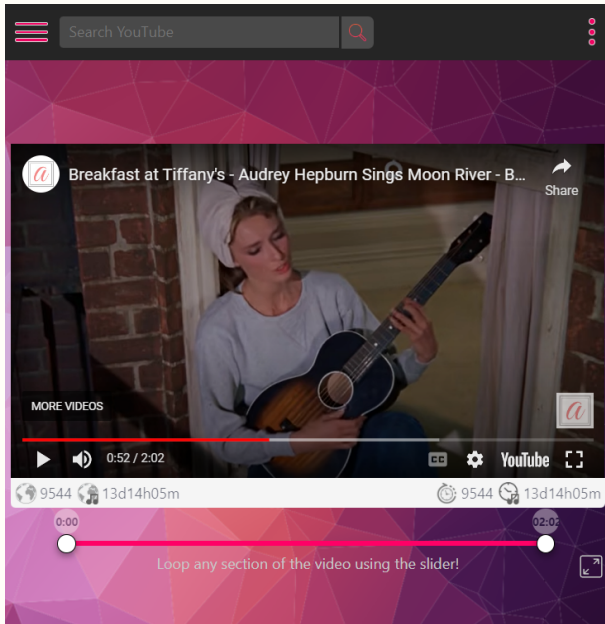 Search YouTube
a Breakfast at Tiffany's - Audrey Hepburn Sings Moon River - B...
Share
MORE VIDEOS
a
0:52 / 2:02
CC
YouTube
9544 13d14h05m
9544 13d14h05m
0:00
02:02
Loop any section of the video using the slider!